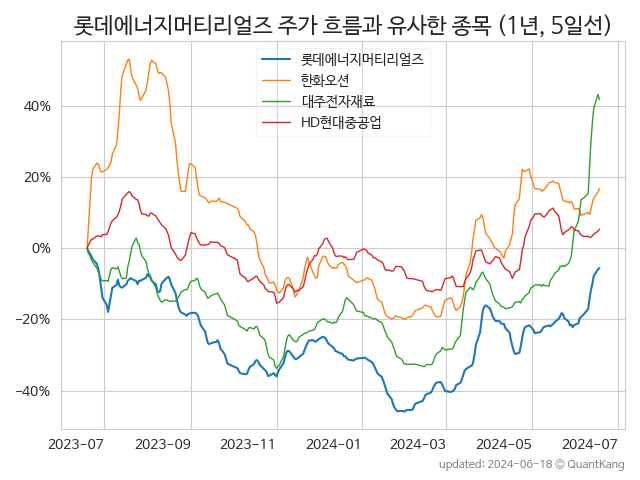 롯데에너지머티리얼즈 주가 흐름과 유사한 종목 (1년, 5일선)
롯데에너지머티리얼즈
한화오션
대주전자재료
HD현대중공업
40%
20%
0%
−20%
−40%
2023-07 2023-09 2023-11 2024-01 2024-03 2024-05 2024-07
updated: 2024-06-18 © QuantKang